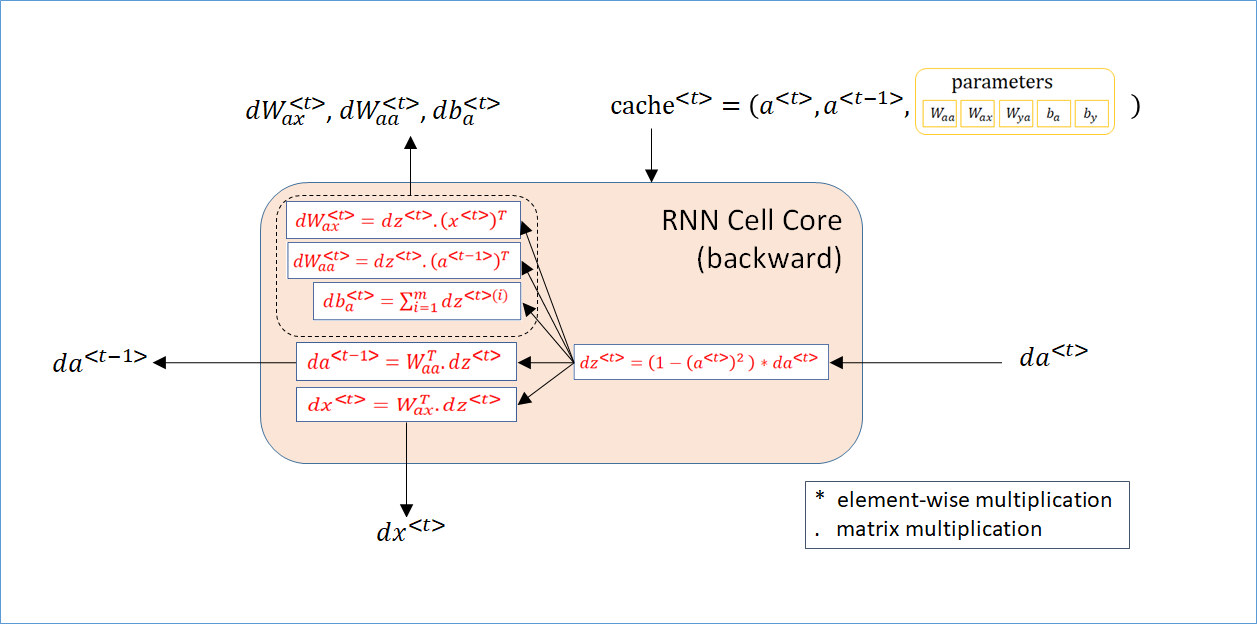 parameters
dW_{ax}^{<t>}, dW_{aa}^{<t>}, db_a^{<t>}
cache^{<t>} = (a^{<t>}, a^{<t-1>}, W_{aa} W_{ax} W_{ya} b_a b_y )
RNN Cell Core
(backward)
dW_{ax}^{<t>} = dz^{<t>}.(x^{<t>})^T
dW_{aa}^{<t>} = dz^{<t>}.(a^{<t-1>})^T
db_a^{<t>} = ∑_{i=1}^{m} dz^{<t>(i)}
da^{<t-1>}
da^{<t-1>} = W_{aa}^T.dz^{<t>}
dz^{<t>} = (1 − (a^{<t>})^2) * da^{<t>}
da^{<t>}
dx^{<t>} = W_{ax}^T.dz^{<t>}
dx^{<t>}
* element-wise multiplication
. matrix multiplication